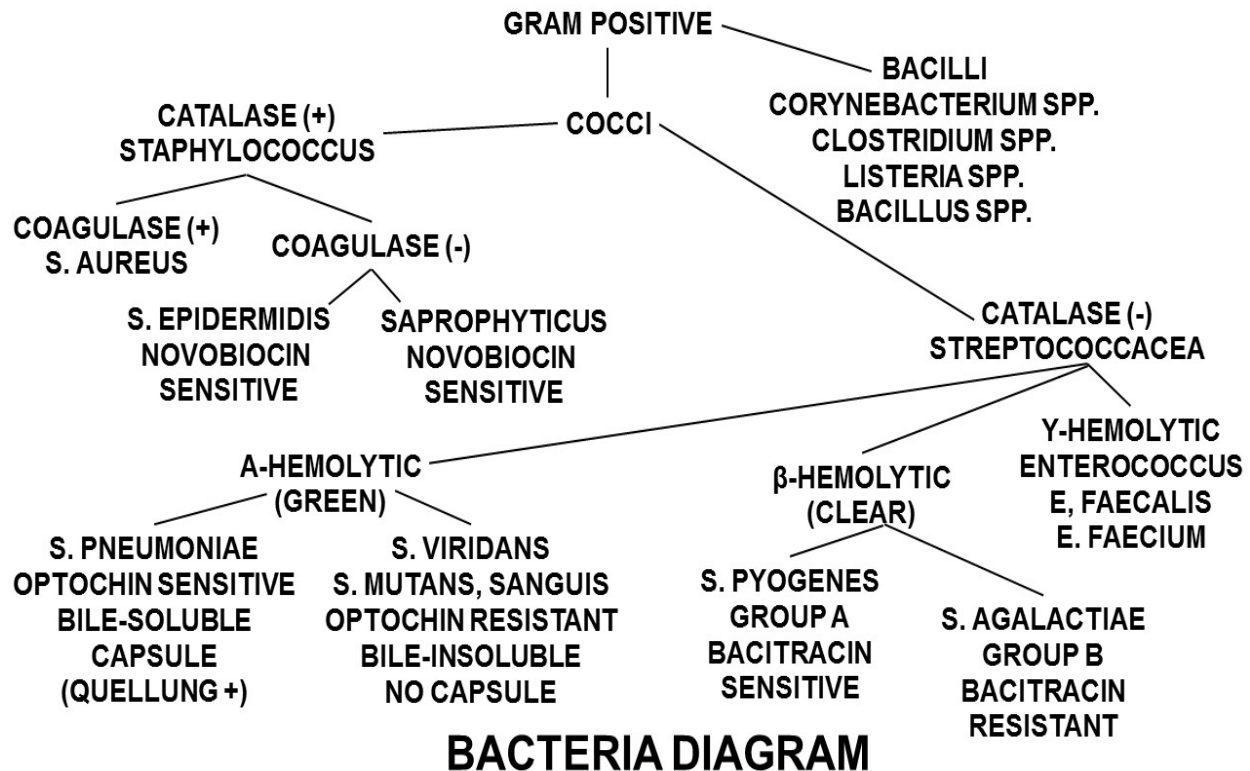 GRAM POSITIVE
BACILLI
CORYNEBACTERIUM SPP.
CLOSTRIDIUM SPP.
LISTERIA SPP.
BACILLUS SPP.
COCCI
CATALASE (+)
STAPHYLOCOCCUS
COAGULASE (+)
S. AUREUS
COAGULASE (-)
S. EPIDERMIDIS
NOVOBIOCIN
SENSITIVE
SAPROPHYTICUS
NOVOBIOCIN
SENSITIVE
CATALASE (-)
STREPTOCOCCACEA
A-HEMOLYTIC
(GREEN)
S. PNEUMONIAE
OPTOCHIN SENSITIVE
BILE-SOLUBLE
CAPSULE
(QUELLUNG +)
S. VIRIDANS
S. MUTANS, SANGUIS
OPTOCHIN RESISTANT
BILE-INSOLUBLE
NO CAPSULE
β-HEMOLYTIC
(CLEAR)
S. PYOGENES
GROUP A
BACITRACIN
SENSITIVE
S. AGALACTIAE
GROUP B
BACITRACIN
RESISTANT
Y-HEMOLYTIC
ENTEROCOCCUS
E, FAECALIS
E. FAECIUM
BACTERIA DIAGRAM